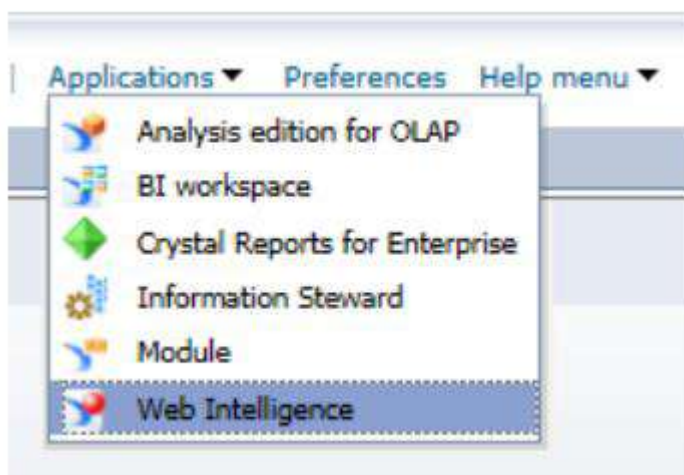 Applications Preferences Help menu
Analysis edition for OLAP
BI workspace
Crystal Reports for Enterprise
Information Steward
Module
Web Intelligence